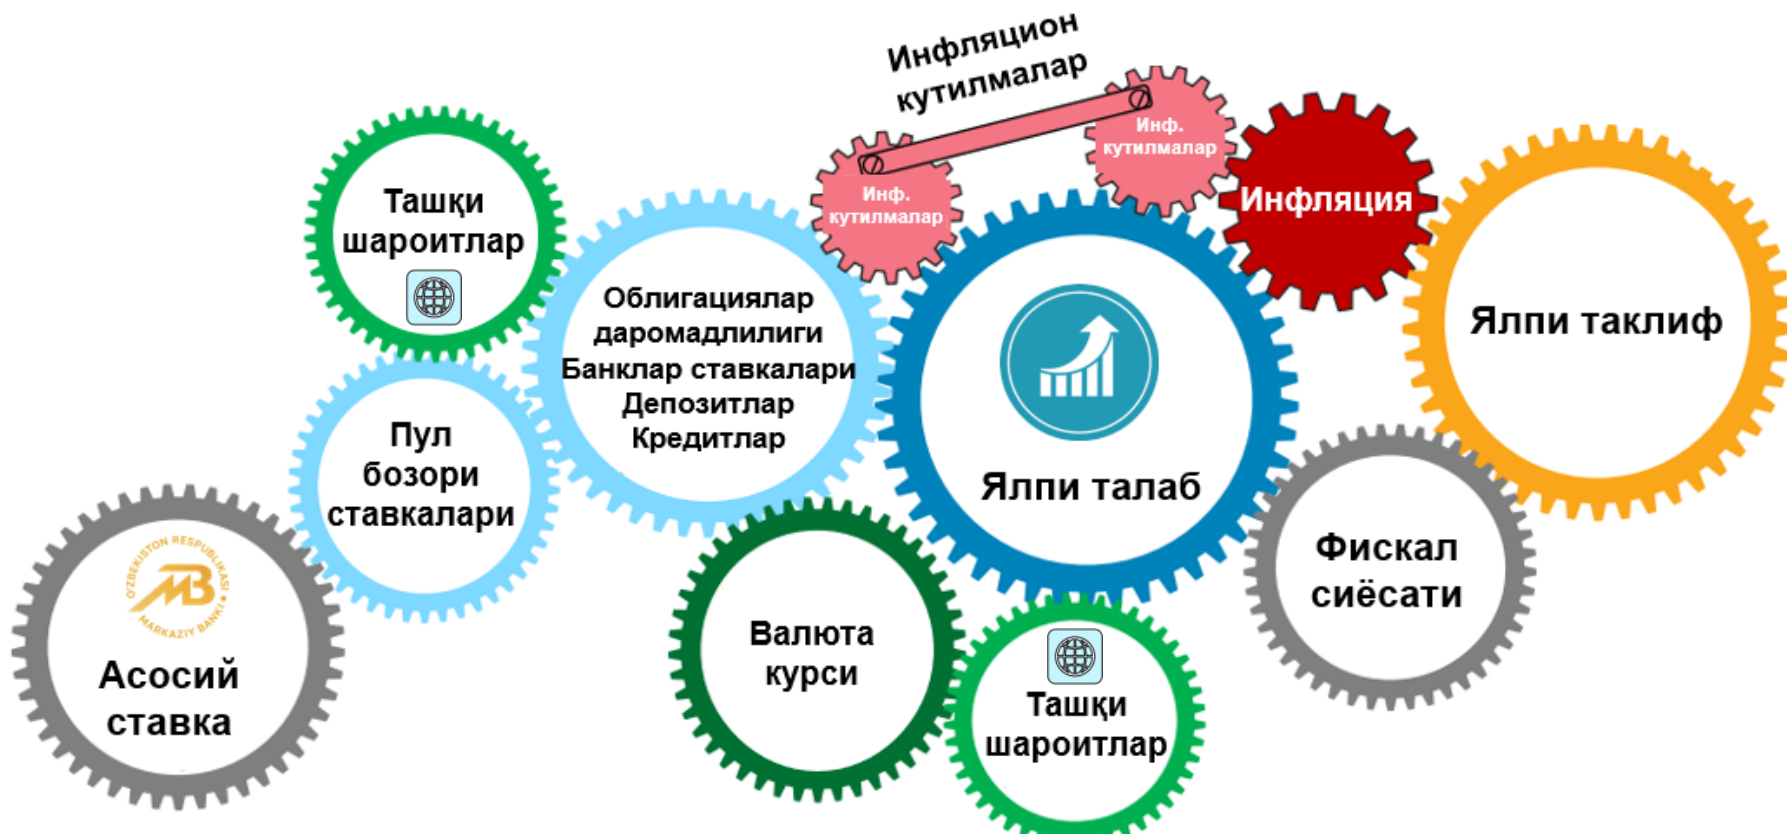 Инфляцион
кутилмалар
Инф.
кутилмалар
Инф.
кутилмалар
Инфляция
Ташқи
шароитлар
Облигациялар
даромадлилиги
Банклар ставкалари
Депозитлар
Кредитлар
Ялпи таклиф
Пул
бозори
ставкалари
Ялпи талаб
O'ZBEKISTON RESPUBLIKASI
MARKAZIY BANKI
Асосий
ставка
Валюта
курси
Фискал
сиёсати
Ташқи
шароитлар